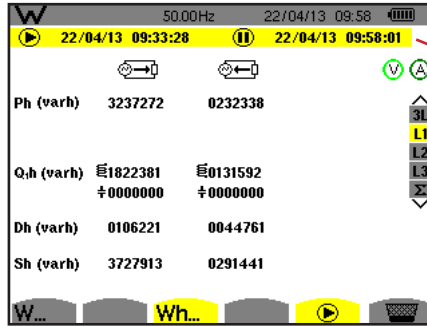 W 50.00Hz 22/04/13 09:58
22/04/13 09:33:28 22/04/13 09:58:01
V A
Ph (varh) 3237272 0232338
3L
L1
L2
Q₁h (varh) 1822381 0131592
L3
÷0000000 ÷0000000
Σ
Dh (varh) 0106221 0044761
Sh (varh) 3727913 0291441
W... Wh...